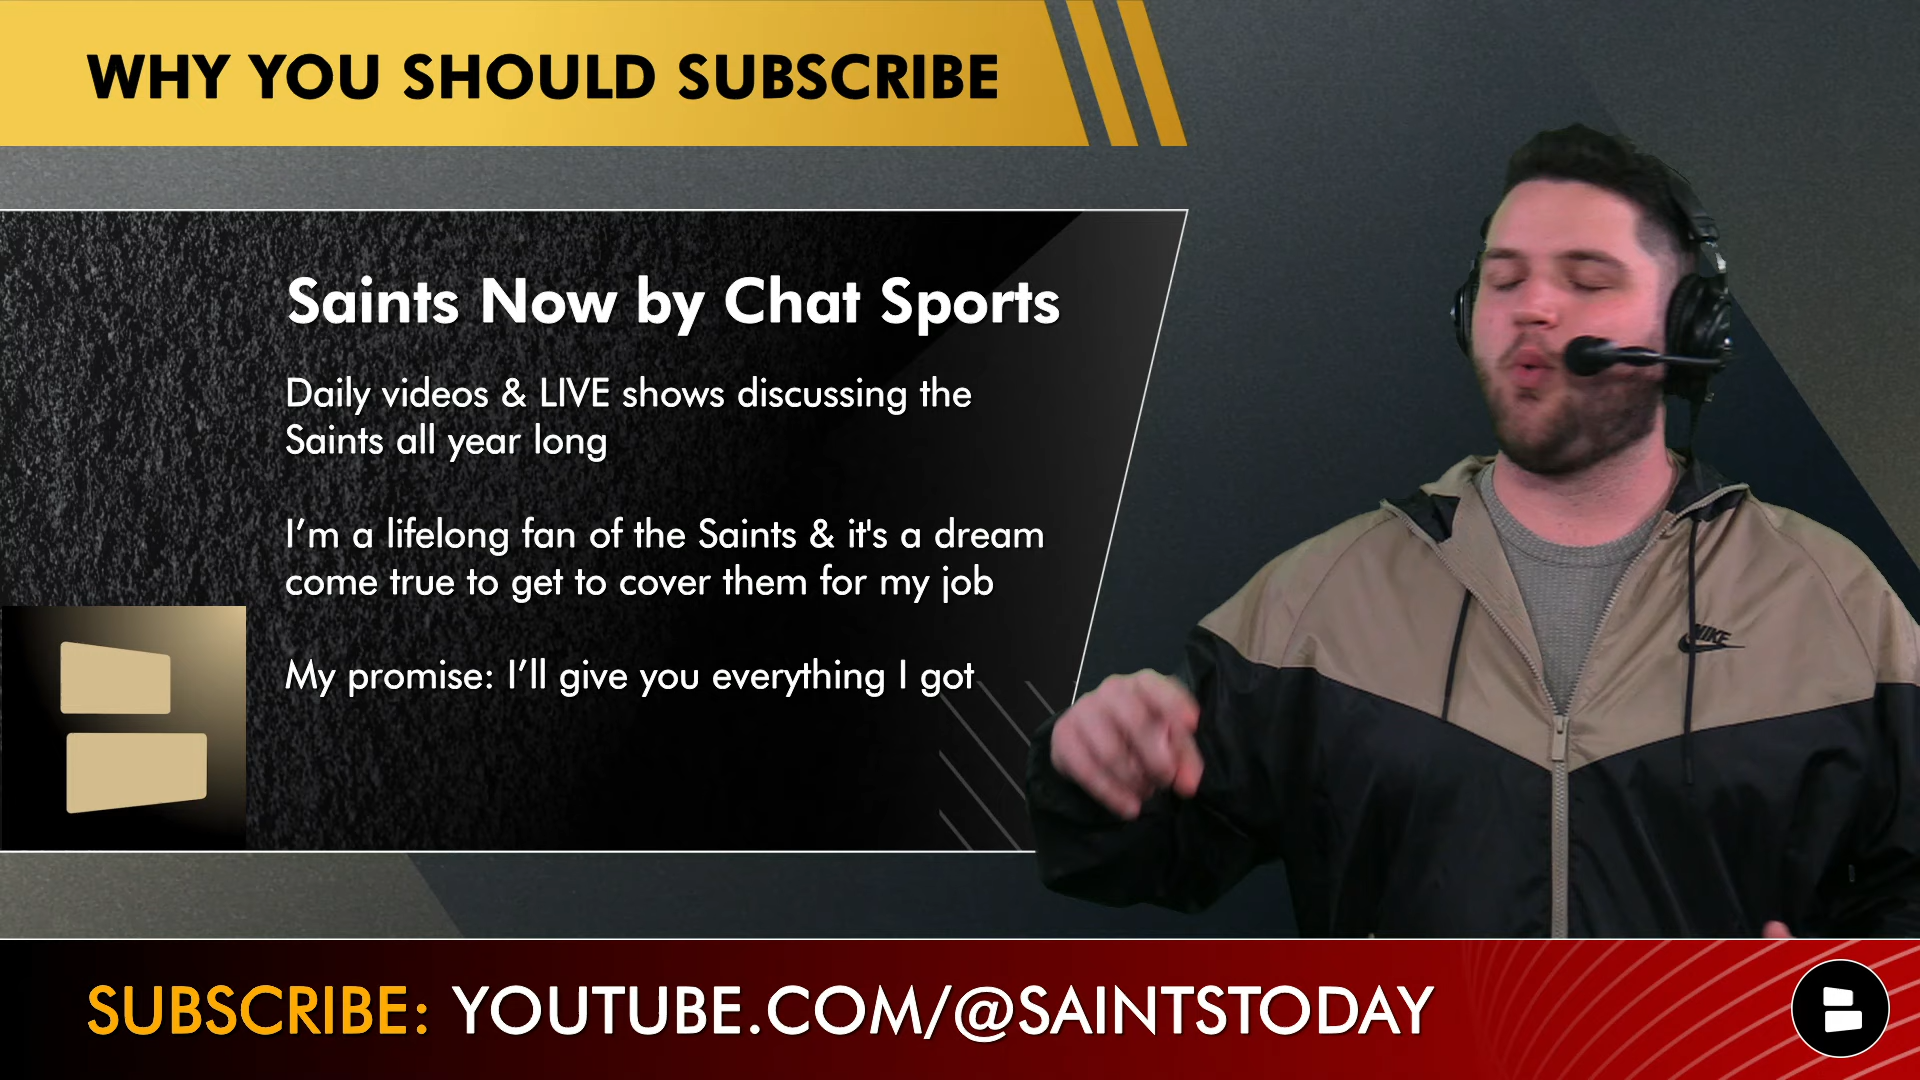 WHY YOU SHOULD SUBSCRIBE
Saints Now by Chat Sports
Daily videos & LIVE shows discussing the
Saints all year long
I’m a lifelong fan of the Saints & it's a dream
come true to get to cover them for my job
My promise: I’ll give you everything I got
NIKE
SUBSCRIBE: YOUTUBE.COM/@SAINTSTODAY